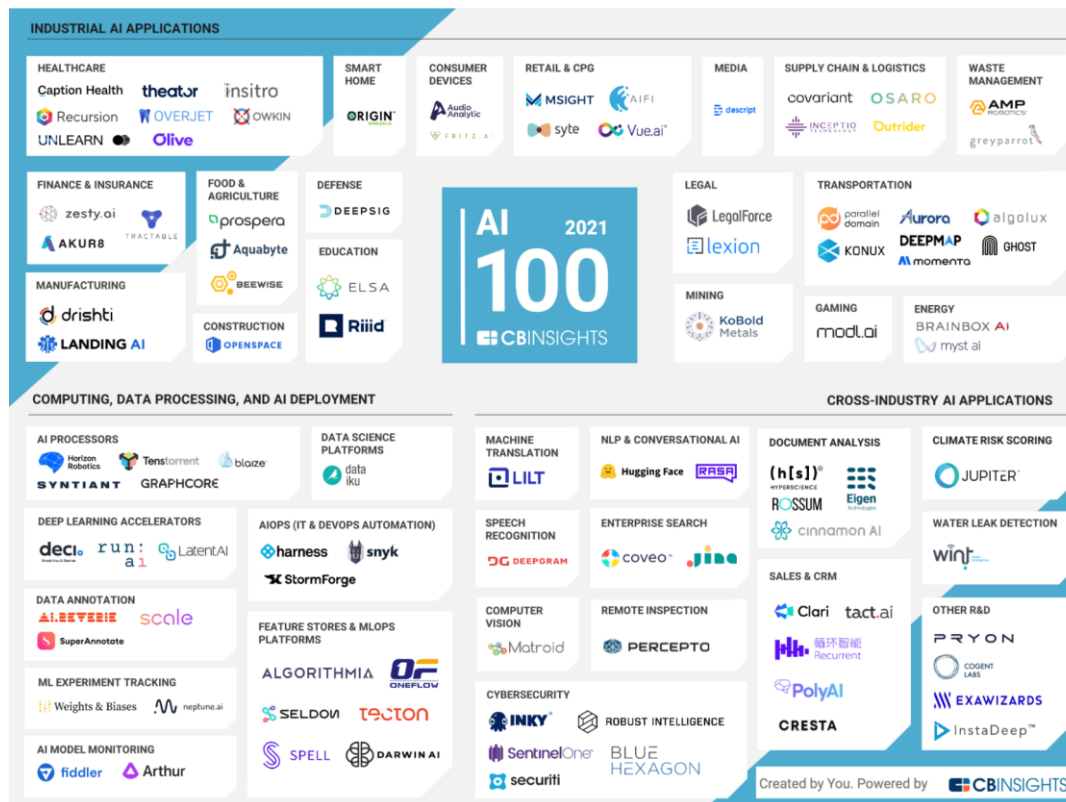 INDUSTRIAL AI APPLICATIONS
HEALTHCARE
Caption Health theator insitro
Recursion OVERJET OWKIN
UNLEARN Olive
SMART
HOME
ORIGIN
CONSUMER
DEVICES
Audio
Analytic
FRITZ AI
RETAIL & CPG
MSIGHT AIFI
syte Vue.ai
MEDIA
descript
SUPPLY CHAIN & LOGISTICS
covariant OSARO
INCEPTIO
TECHNOLOGY
Outrider
WASTE
MANAGEMENT
AMP
ROBOTICS
greyparrot
FINANCE & INSURANCE
zesty.ai
TRACTABLE
AKUR8
FOOD &
AGRICULTURE
prospera
Aquabyte
BEEWISE
DEFENSE
DEEPSIG
EDUCATION
ELSA
Riiid
MANUFACTURING
drishti
LANDING AI
CONSTRUCTION
OPENSPACE
AI 2021
100
CBINSIGHTS
LEGAL
LegalForce
lexion
TRANSPORTATION
parallel
domain
Aurora algolux
KONUX DEEPMAP GHOST
momenta
MINING
KoBold
Metals
GAMING
modl.ai
ENERGY
BRAINBOX AI
myst ai
COMPUTING, DATA PROCESSING, AND AI DEPLOYMENT
AI PROCESSORS
Horizon
Robotics
Tenstorrent blaize
SYNTIANT GRAPHCORE
DATA SCIENCE
PLATFORMS
data
iku
DEEP LEARNING ACCELERATORS
deci.
run:
ai
LatentAI
AIOPS (IT & DEVOPS AUTOMATION)
harness snyk
StormForge
DATA ANNOTATION
AI.REVERIE scale
SuperAnnotate
FEATURE STORES & MLOPS
PLATFORMS
ALGORITHMIA OF
ONEFLOW
SELDON TECTON
SPELL DARWINAI
ML EXPERIMENT TRACKING
Weights & Biases neptune.ai
AI MODEL MONITORING
fiddler Arthur
CROSS-INDUSTRY AI APPLICATIONS
MACHINE
TRANSLATION
LILT
NLP & CONVERSATIONAL AI
Hugging Face RASA
DOCUMENT ANALYSIS
(h[s])®
HYPERSCIENCE
ROSSUM
Eigen
Technologies
cinnamon AI
CLIMATE RISK SCORING
JUPITER
SPEECH
RECOGNITION
DG DEEPGRAM
ENTERPRISE SEARCH
coveo™ Jina
WATER LEAK DETECTION
wint
COMPUTER
VISION
Matroid
REMOTE INSPECTION
PERCEPTO
SALES & CRM
Clari tact.ai
循环智能
Recurrent
PolyAI
CRESTA
OTHER R&D
PRYON
COGENT
LABS
EXAWIZARDS
InstaDeep™
CYBERSECURITY
INKY ROBUST INTELLIGENCE
SentinelOne
BLUE
HEXAGON
securiti
Created by You. Powered by CBINSIGHTS